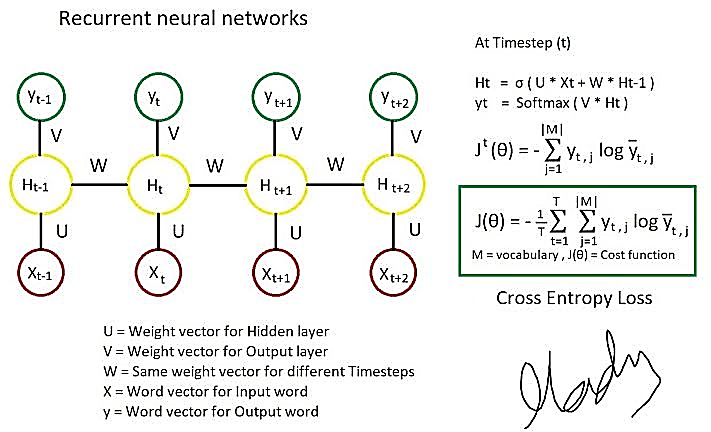 Recurrent neural networks
At Timestep (t)
Ht = σ ( U * Xt + W * Ht-1 )
yt = Softmax ( V * Ht )
y t-1 y t y t+1 y t+2
V V V V
W W W
H t-1 H t H t+1 H t+2
U U U U
X t-1 X t X t+1 X t+2
J^t (θ) = - ∑_{j=1}^{|M|} y_{t,j} log ȳ_{t,j}
J(θ) = - 1/T ∑_{t=1}^{T} ∑_{j=1}^{|M|} y_{t,j} log ȳ_{t,j}
M = vocabulary , J(θ) = Cost function
Cross Entropy Loss
U = Weight vector for Hidden layer
V = Weight vector for Output layer
W = Same weight vector for different Timesteps
X = Word vector for Input word
y = Word vector for Output word